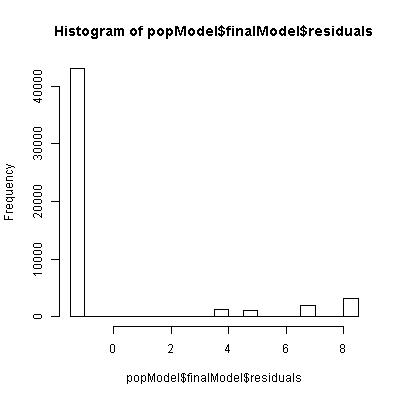 Histogram of popModel$finalModel$residuals
Frequency
40000
30000
20000
10000
0
0 2 4 6 8
popModel$finalModel$residuals